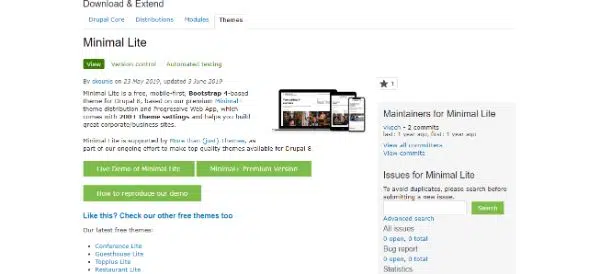 Download & Extend
Drupal Core Distributions Modules Themes
Minimal Lite
View Version control Automated testing
By skounis on 23 May 2019, updated 3 June 2019
Minimal Lite is a free, mobile-first, Bootstrap 4-based
theme for Drupal 8, based on our premium Minimal+
theme distribution and Progressive Web App, which
comes with 200+ Theme settings and helps you build
great corporate/business sites.
Minimal Lite is supported by More than (just) Themes, as
part of our ongoing effort to make top quality themes available for Drupal 8.
Live Demo of Minimal Lite Minimal+ Premium Version
How to reproduce our demo
Like this? Check our other free themes too
Our latest free themes:
• Conference Lite
• Guesthouse Lite
• Topplus Lite
• Restaurant Lite
★ 1
Maintainers for Minimal Lite
- 2 commits
last: 1 year ago, first: 1 year ago
View all committers
View commits
Issues for Minimal Lite
To avoid duplicates, please search before
submitting a new issue.
Search
Advanced search
All issues
0 open, 0 total
Bug report
0 open, 0 total
Statistics